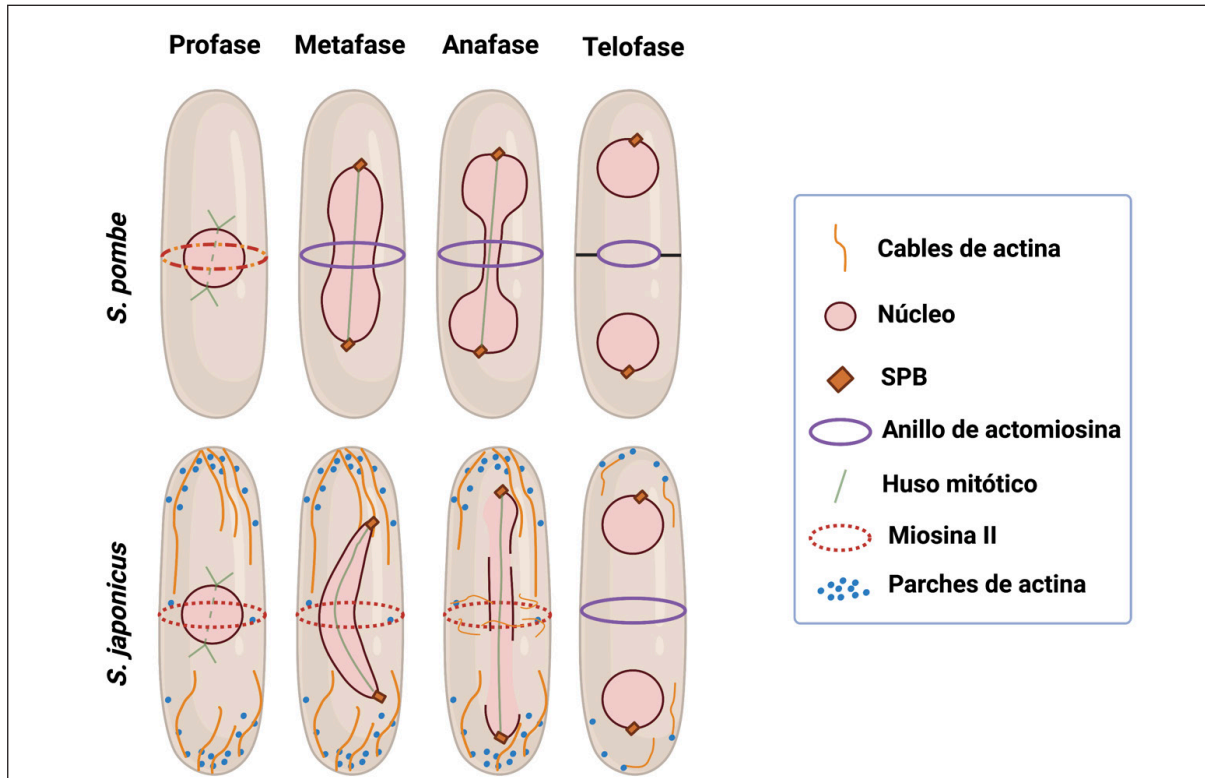 Profase
Metafase
Anafase
Telofase
S. pombe
S. japonicus
Cables de actina
Núcleo
SPB
Anillo de actomiosina
Huso mitótico
Miosina II
Parches de actina